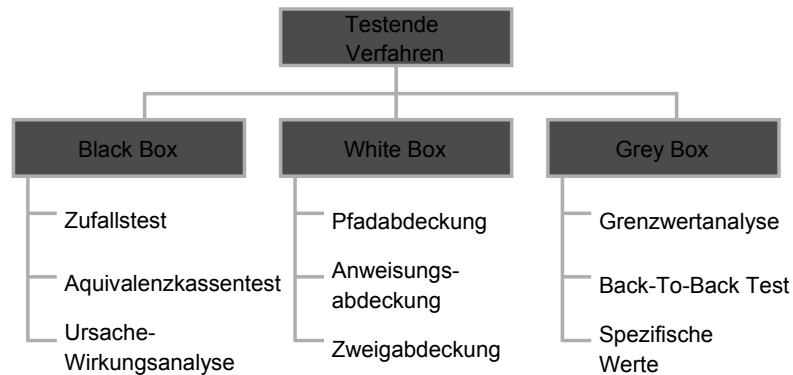 Testende
Verfahren
Black Box
White Box
Grey Box
Zufallstest
Aquivalenzkassentest
Ursache-
Wirkungsanalyse
Pfadabdeckung
Anweisungs-
abdeckung
Zweigabdeckung
Grenzwertanalyse
Back-To-Back Test
Spezifische
Werte